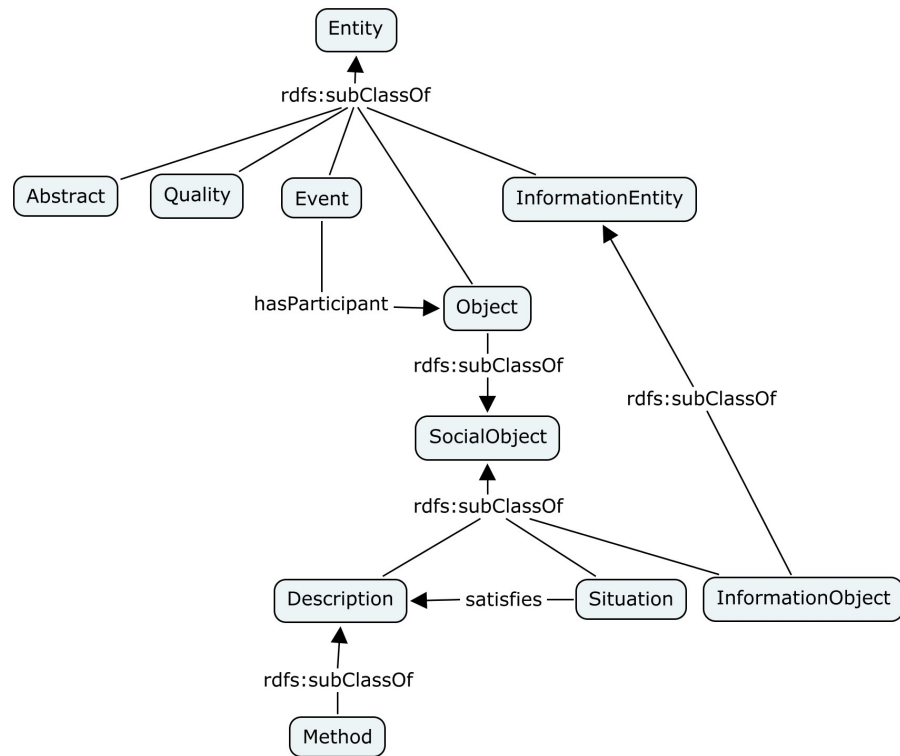 Entity
rdfs:subClassOf
Abstract
Quality
Event
InformationEntity
hasParticipant
Object
rdfs:subClassOf
rdfs:subClassOf
SocialObject
rdfs:subClassOf
Description
satisfies
Situation
InformationObject
rdfs:subClassOf
Method